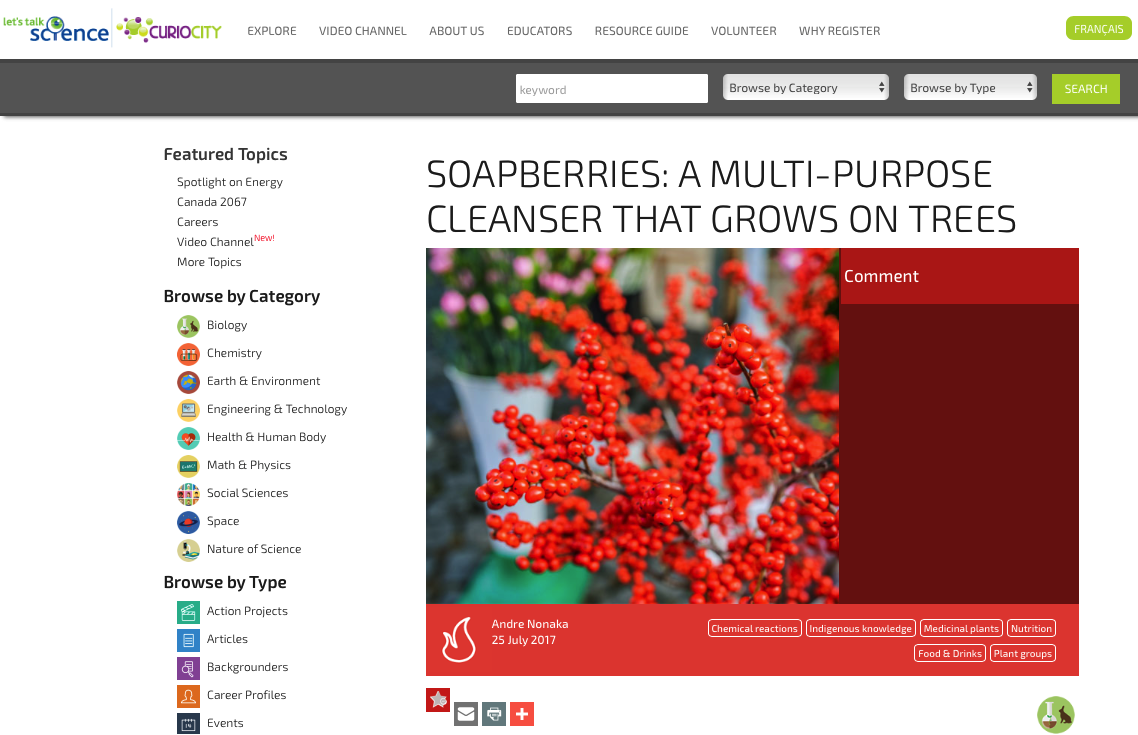 let's talk
science
CURIOCITY
EXPLORE VIDEO CHANNEL ABOUT US EDUCATORS RESOURCE GUIDE VOLUNTEER WHY REGISTER
FRANÇAIS
keyword
Browse by Category
Browse by Type
SEARCH
Featured Topics
Spotlight on Energy
Canada 2067
Careers
Video Channel New!
More Topics
Browse by Category
Biology
Chemistry
Earth & Environment
Engineering & Technology
Health & Human Body
Math & Physics
Social Sciences
Space
Nature of Science
Browse by Type
Action Projects
Articles
Backgrounders
Career Profiles
Events
SOAPBERRIES: A MULTI-PURPOSE
CLEANSER THAT GROWS ON TREES
Comment
Andre Nonaka
25 July 2017
Chemical reactions Indigenous knowledge Medicinal plants Nutrition
Food & Drinks Plant groups